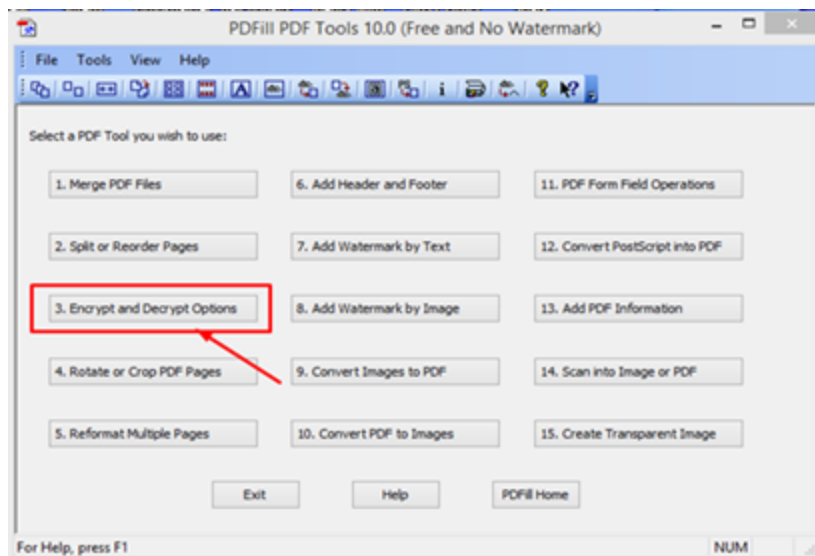 PDFill PDF Tools 10.0 (Free and No Watermark)
File Tools View Help
Select a PDF Tool you wish to use:
1. Merge PDF Files 6. Add Header and Footer 11. PDF Form Field Operations
2. Split or Reorder Pages 7. Add Watermark by Text 12. Convert PostScript into PDF
3. Encrypt and Decrypt Options 8. Add Watermark by Image 13. Add PDF Information
4. Rotate or Crop PDF Pages 9. Convert Images to PDF 14. Scan into Image or PDF
5. Reformat Multiple Pages 10. Convert PDF to Images 15. Create Transparent Image
Exit Help PDFill Home
For Help, press F1 NUM